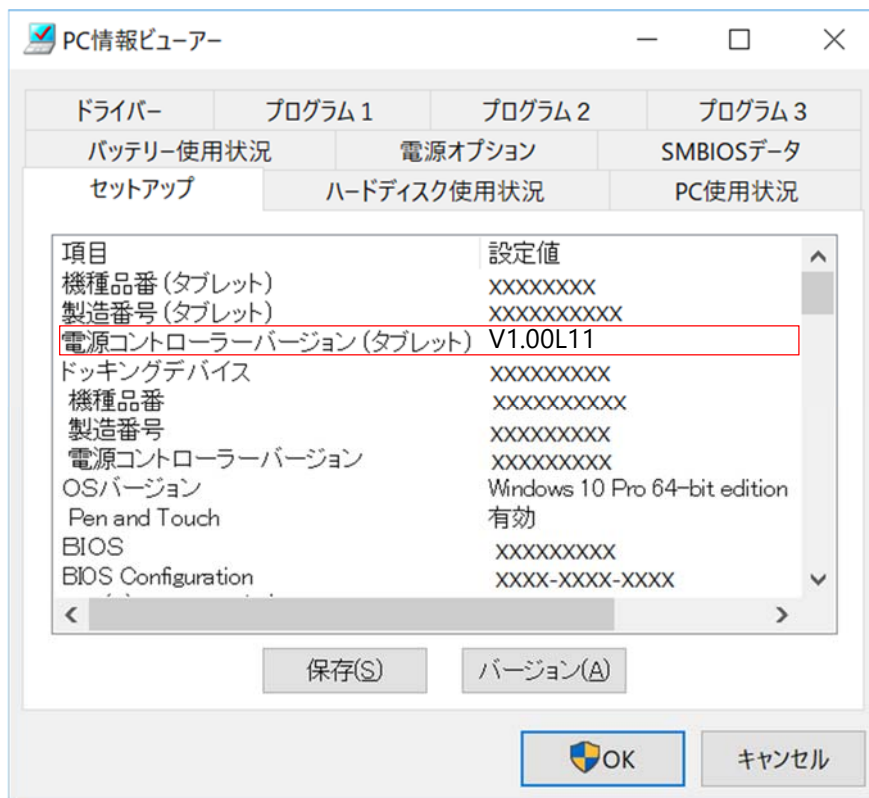 PC情報ビューアー
ドライバー プログラム 1 プログラム 2 プログラム 3
バッテリー使用状況 電源オプション SMBIOSデータ
セットアップ ハードディスク使用状況 PC使用状況
項目 設定値
機種品番(タブレット) XXXXXXXX
製造番号(タブレット) XXXXXXXXXX
電源コントローラーバージョン(タブレット) V1.00L11
ドッキングデバイス XXXXXXXXX
機種品番 XXXXXXXXXX
製造番号 XXXXXXXXX
電源コントローラーバージョン XXXXXXXXX
OSバージョン Windows 10 Pro 64-bit edition
Pen and Touch 有効
BIOS XXXXXXXXX
BIOS Configuration XXXX-XXXX-XXXX
保存(S) バージョン(A)
OK キャンセル